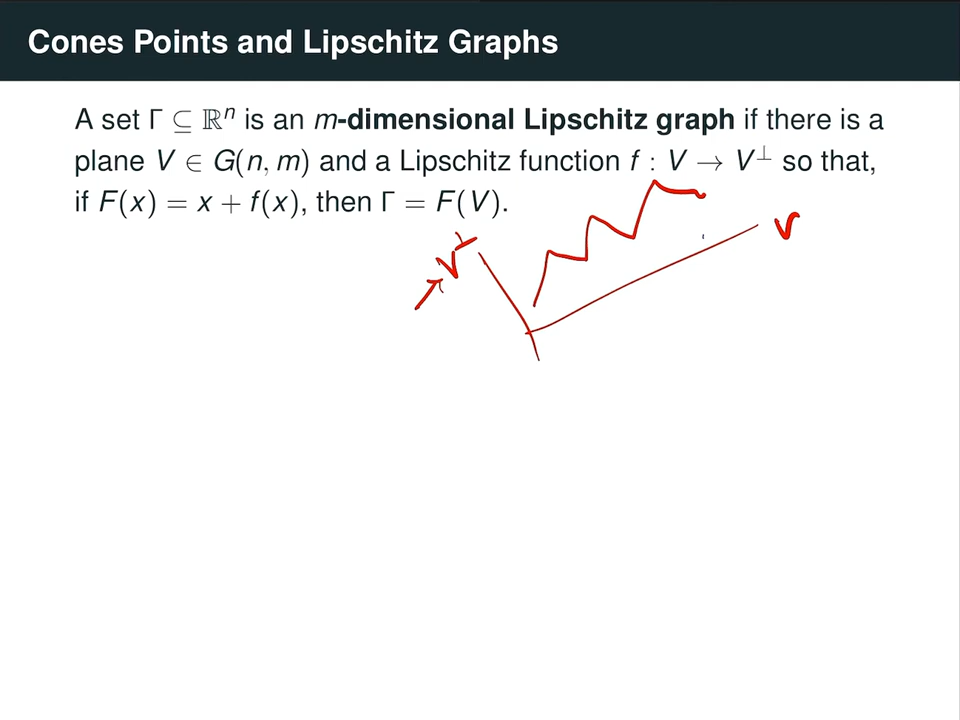 Cones Points and Lipschitz Graphs
A set Γ ⊆ ℝⁿ is an m-dimensional Lipschitz graph if there is a
plane V ∈ G(n, m) and a Lipschitz function f : V → V⊥ so that,
if F(x) = x + f(x), then Γ = F(V).
V⊥
V